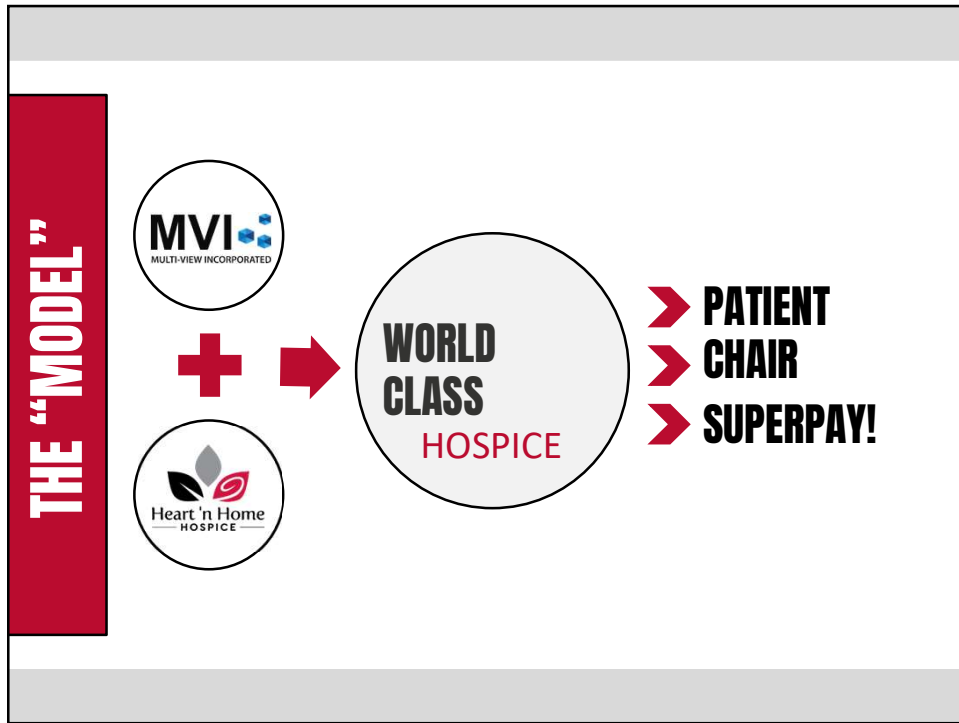 THE “MODEL”
MVI
MULTI-VIEW INCORPORATED
Heart 'n Home
HOSPICE
WORLD
CLASS
HOSPICE
PATIENT
CHAIR
SUPERPAY!